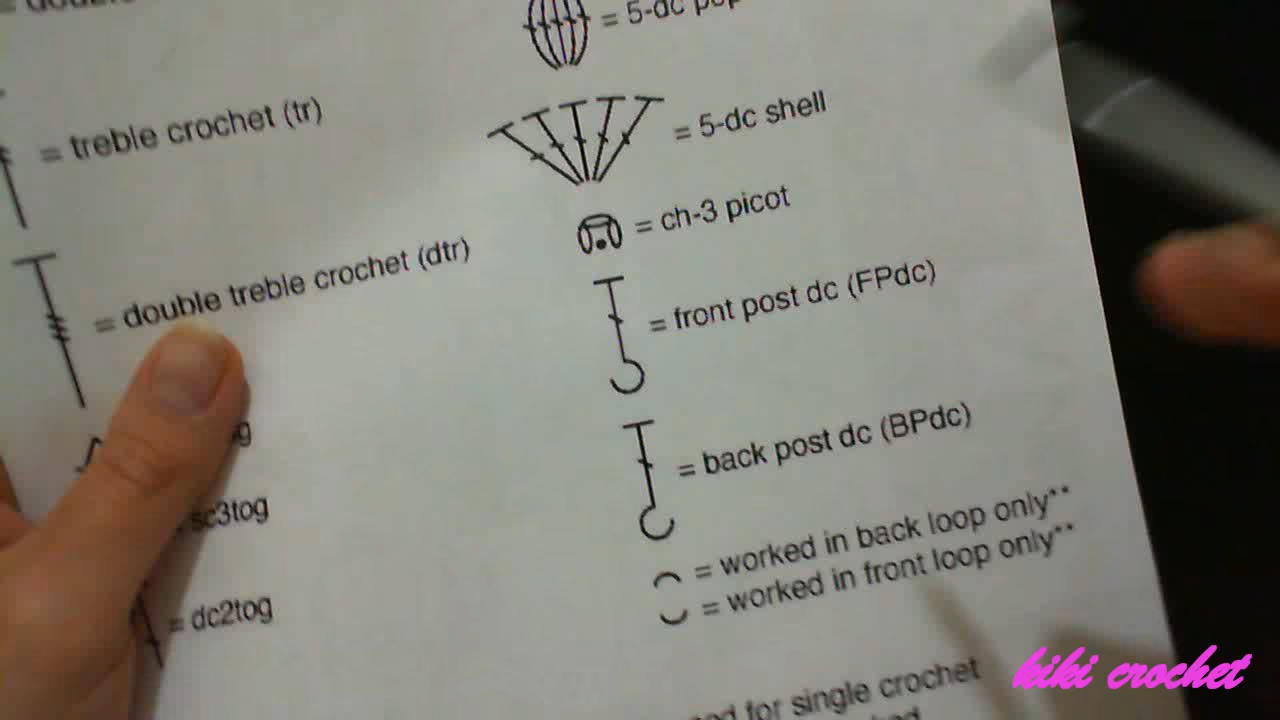 = treble crochet (tr)
= double treble crochet (dtr)
sc3tog
= dc2tog
= 5-dc
= 5-dc shell
= ch-3 picot
= front post dc (FPdc)
= back post dc (BPdc)
= worked in back loop only**
= worked in front loop only**
for single crochet
kiki crochet